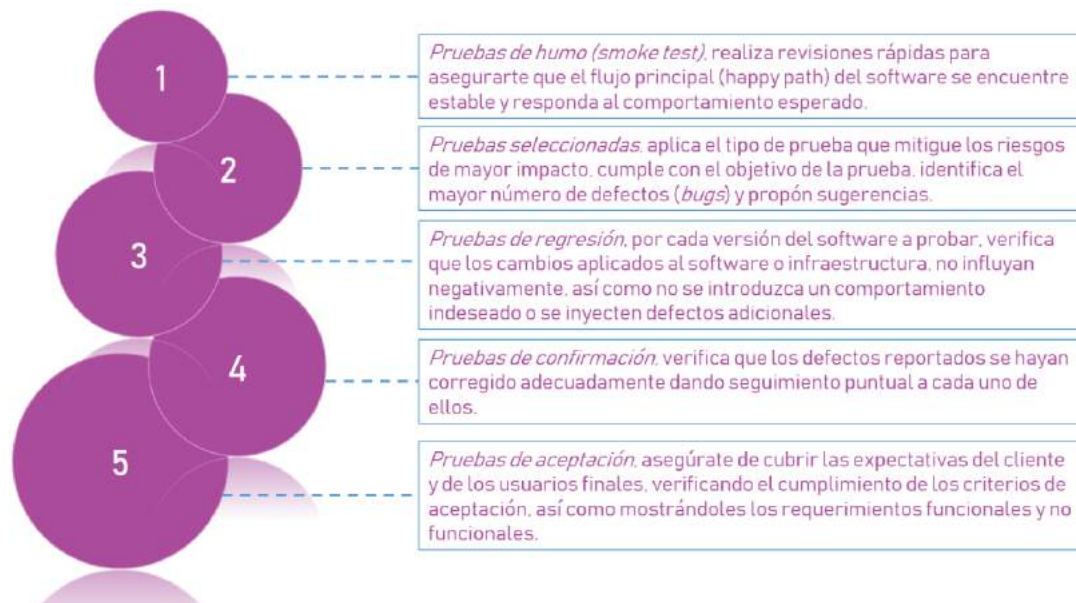 1
Pruebas de humo (smoke test), realiza revisiones rápidas para
asegurarte que el flujo principal (happy path) del software se encuentre
estable y responda al comportamiento esperado.
2
Pruebas seleccionadas, aplica el tipo de prueba que mitigue los riesgos
de mayor impacto, cumple con el objetivo de la prueba, identifica el
mayor número de defectos (bugs) y propón sugerencias.
3
Pruebas de regresión, por cada versión del software a probar, verifica
que los cambios aplicados al software o infraestructura, no influyan
negativamente, así como no se introduzca un comportamiento
indeseado o se inyecten defectos adicionales.
4
Pruebas de confirmación, verifica que los defectos reportados se hayan
corregido adecuadamente dando seguimiento puntual a cada uno de
ellos.
5
Pruebas de aceptación, asegúrate de cubrir las expectativas del cliente
y de los usuarios finales, verificando el cumplimiento de los criterios de
aceptación, así como mostrándoles los requerimientos funcionales y no
funcionales.